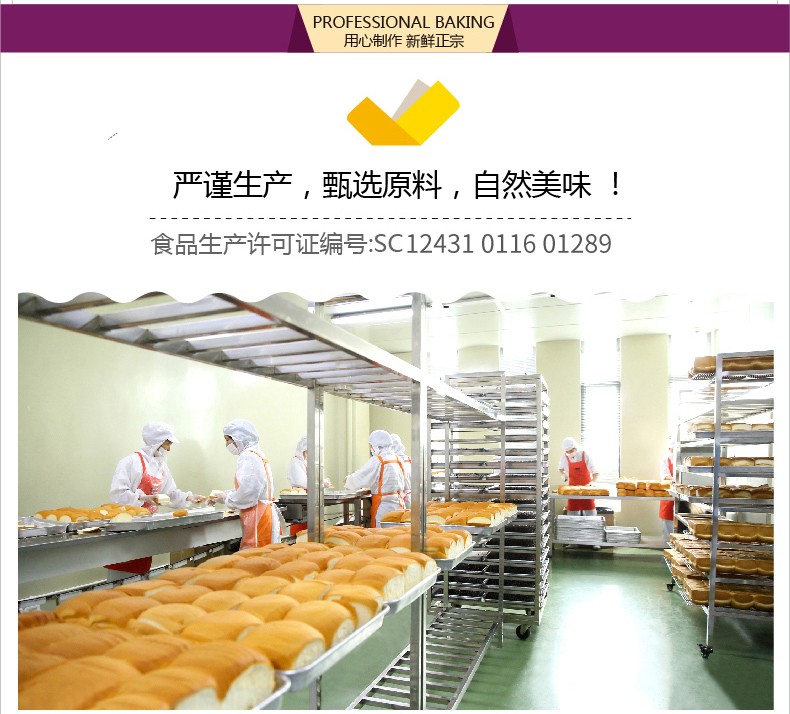 PROFESSIONAL BAKING
用心制作 新鲜正宗
严谨生产，甄选原料，自然美味 ！
食品生产许可证编号:SC12431 0116 01289